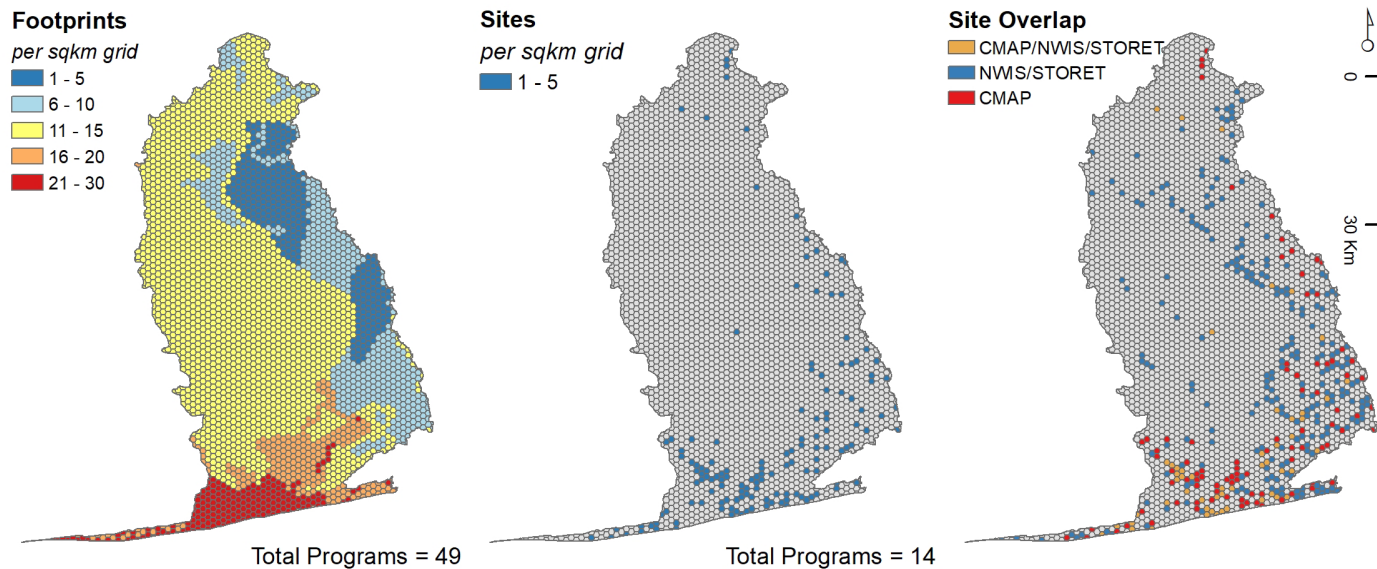 Footprints
per sqkm grid
1 - 5
6 - 10
11 - 15
16 - 20
21 - 30
Total Programs = 49
Sites
per sqkm grid
1 - 5
Total Programs = 14
Site Overlap
CMAP/NWIS/STORET
NWIS/STORET
CMAP
0
30 Km